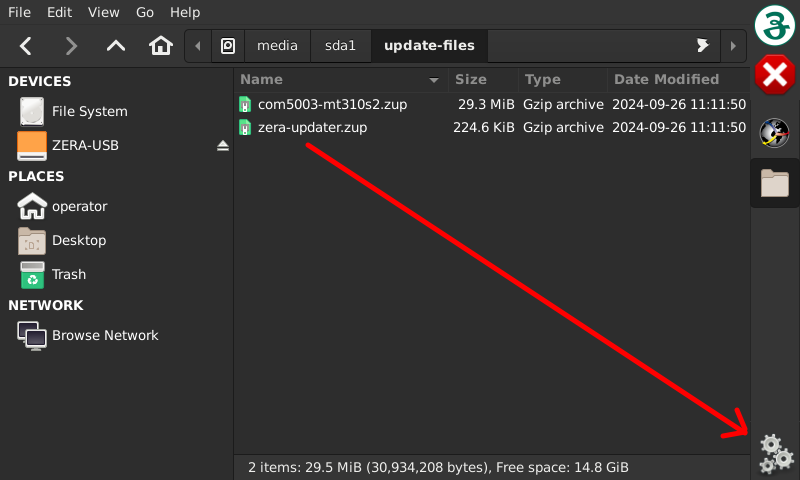 File Edit View Go Help
media sda1 update-files
DEVICES
File System
ZERA-USB
PLACES
operator
Desktop
Trash
NETWORK
Browse Network
Name Size Type Date Modified
com5003-mt310s2.zup 29.3 MiB Gzip archive 2024-09-26 11:11:50
zera-updater.zup 224.6 KiB Gzip archive 2024-09-26 11:11:50
2 items: 29.5 MiB (30,934,208 bytes), Free space: 14.8 GiB